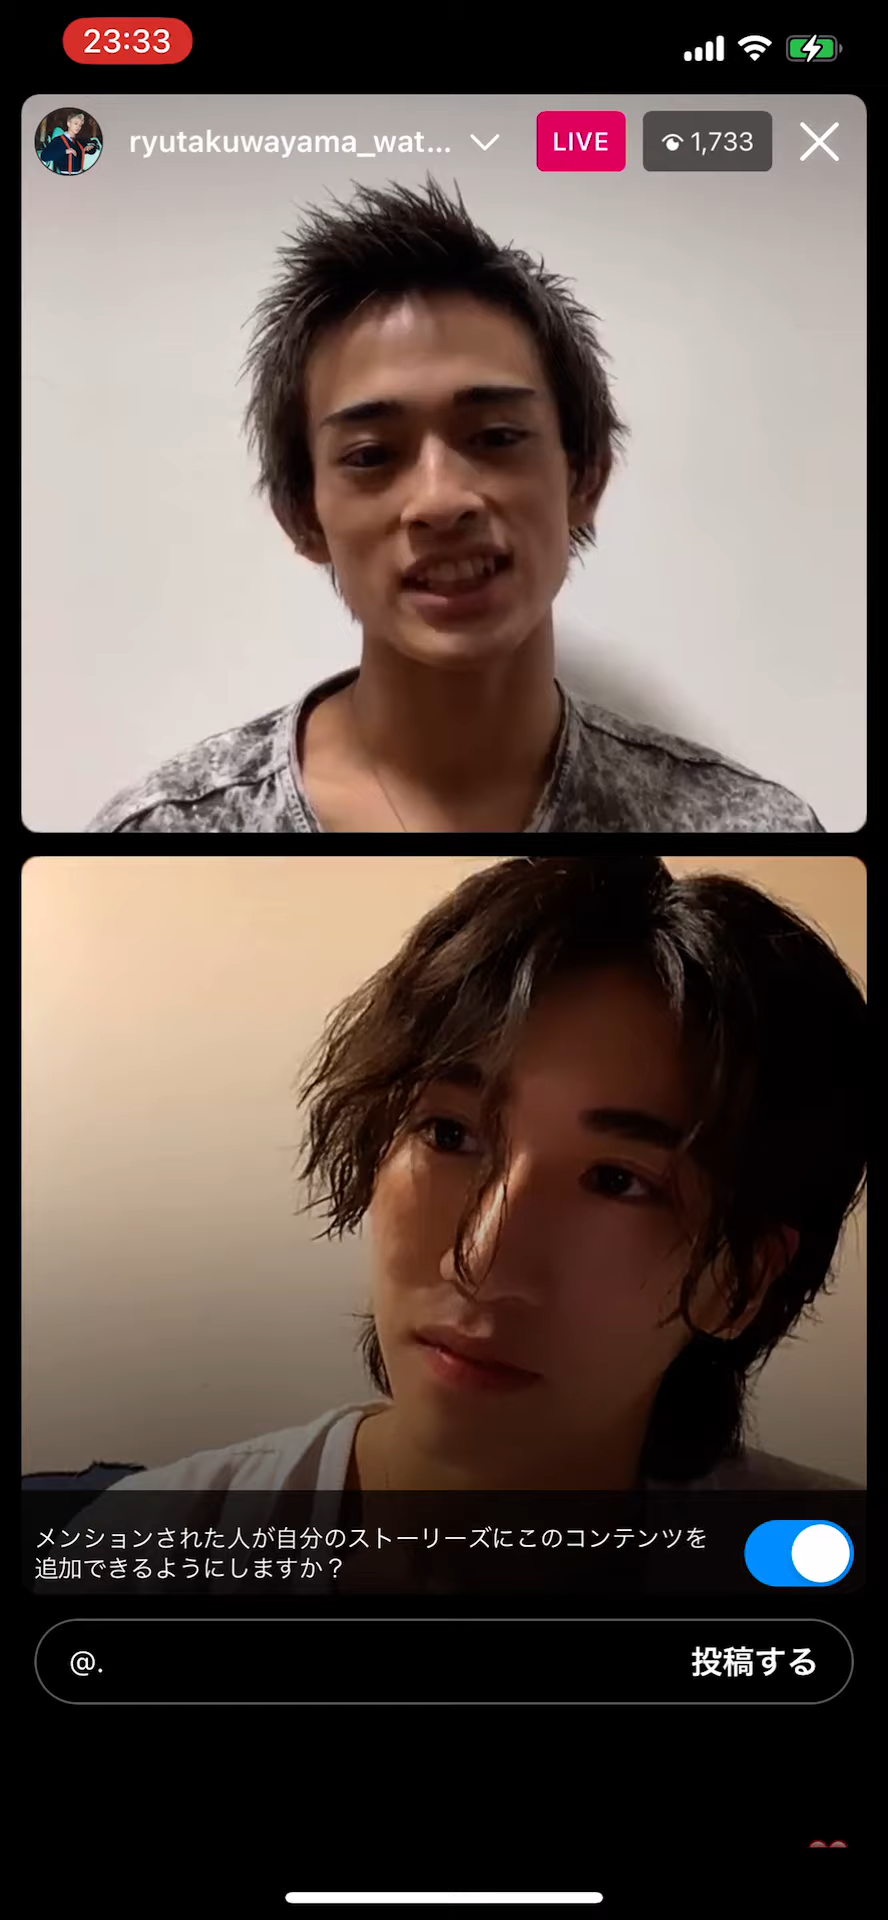 23:33
ryutakuwayama_wat...
LIVE
1,733
メンションされた人が自分のストーリーズにこのコンテンツを
追加できるようにしますか？
@.
投稿する